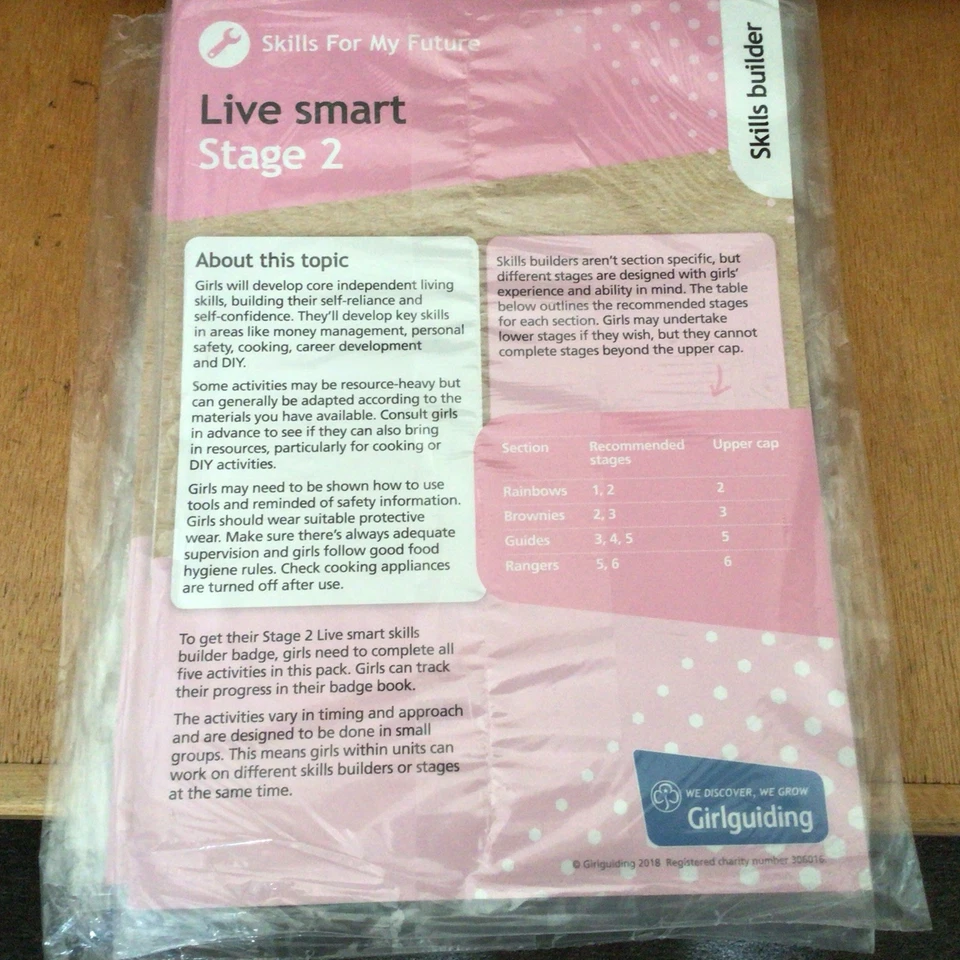 Skills For My Future
Skills builder
Live smart
Stage 2
About this topic
Girls will develop core independent living
skills, building their self-reliance and
self-confidence. They'll develop key skills
in areas like money management, personal
safety, cooking, career development
and DIY.
Some activities may be resource-heavy but
can generally be adapted according to the
materials you have available. Consult girls
in advance to see if they can also bring
in resources, particularly for cooking or
DIY activities.
Girls may need to be shown how to use
tools and reminded of safety information.
Girls should wear suitable protective
wear. Make sure there's always adequate
supervision and girls follow good food
hygiene rules. Check cooking appliances
are turned off after use.
Skills builders aren't section specific, but
different stages are designed with girls'
experience and ability in mind. The table
below outlines the recommended stages
for each section. Girls may undertake
lower stages if they wish, but they cannot
complete stages beyond the upper cap.
Section Recommended stages Upper cap
Rainbows 1, 2 2
Brownies 2, 3 3
Guides 3, 4, 5 5
Rangers 5, 6 6
To get their Stage 2 Live smart skills
builder badge, girls need to complete all
five activities in this pack. Girls can track
their progress in their badge book.
The activities vary in timing and approach
and are designed to be done in small
groups. This means girls within units can
work on different skills builders or stages
at the same time.
WE DISCOVER, WE GROW
Girlguiding
© Girlguiding 2018 Registered charity number 306016